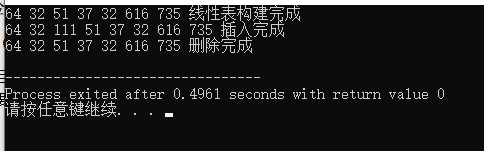 64 32 51 37 32 616 735 线性表构建完成
64 32 111 51 37 32 616 735 插入完成
64 32 51 37 32 616 735 删除完成
--------------------------------
Process exited after 0.4961 seconds with return value 0
请按任意键继续. . .